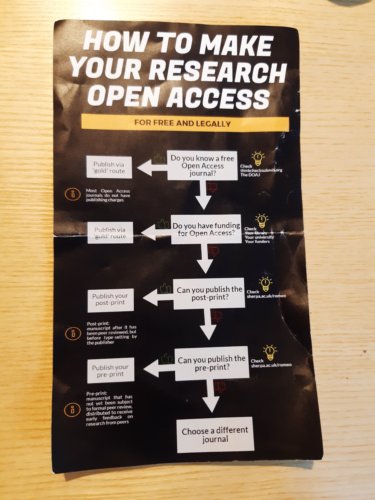 HOW TO MAKE
YOUR RESEARCH
OPEN ACCESS
FOR FREE AND LEGALLY
Do you know a free
Open Access
journal?
Publish via
'gold' route
Check
The DOAJ
Most Open Access
journals do not have
publishing charges
Do you have funding
for Open Access?
Publish via
'gold' route
Check
Your library
Your university
Your funders
Can you publish the
post-print?
Publish your
post-print
Check
sherpa.ac.uk/romeo
Post-print:
manuscript after it has
been peer reviewed, but
before type setting by
the publisher
Can you publish the
pre-print?
Publish your
pre-print
Check
sherpa.ac.uk/romeo
Pre-print:
manuscript that has
not yet been subject
to formal peer review,
distributed to receive
early feedback on
research from peers
Choose a different
journal